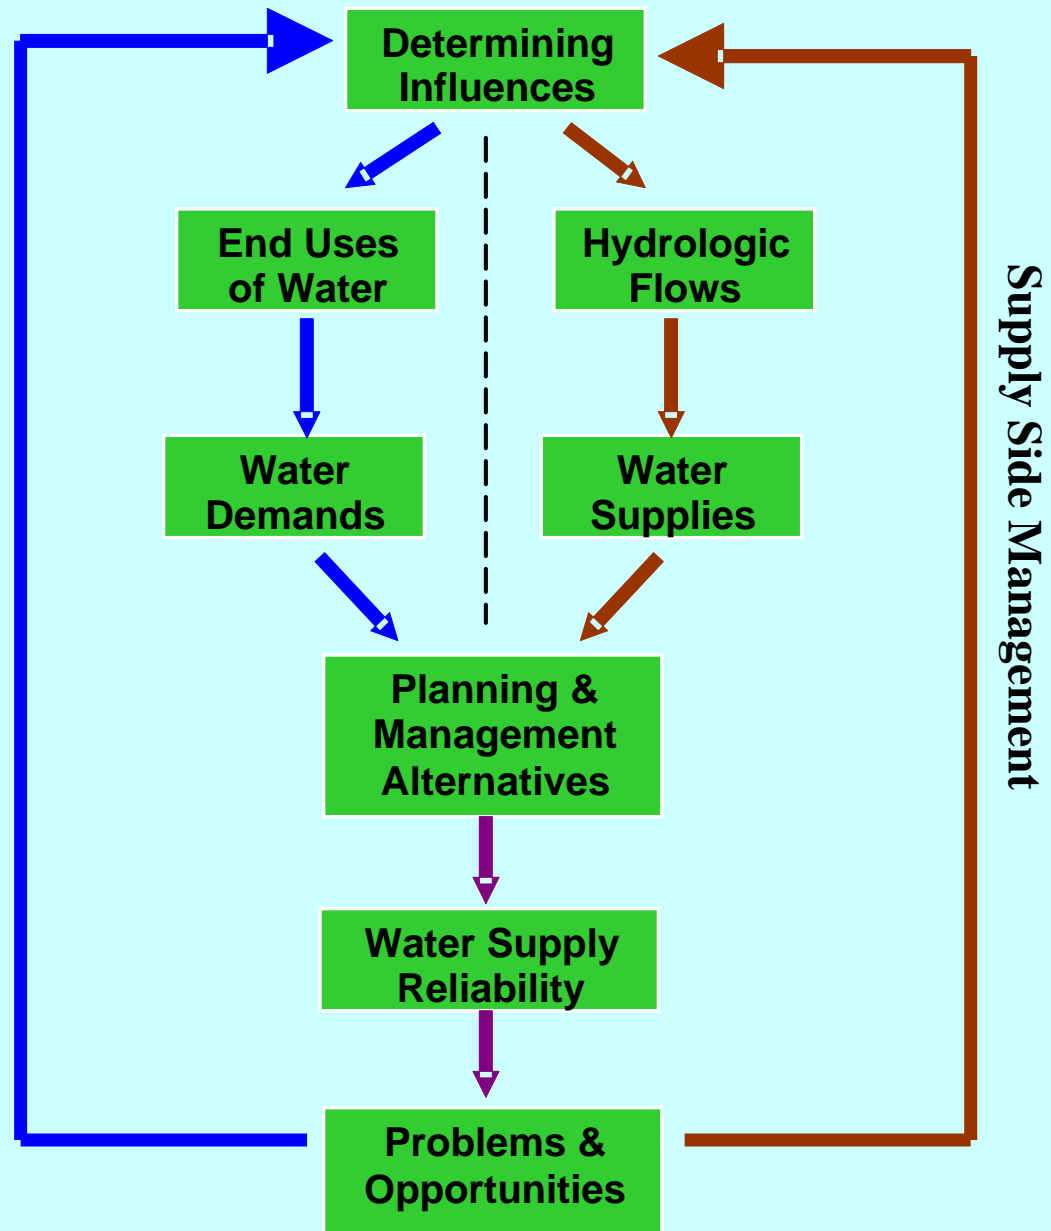 Determining
Influences
End Uses
of Water
Hydrologic
Flows
Water
Demands
Water
Supplies
Planning &
Management
Alternatives
Water Supply
Reliability
Problems &
Opportunities
Supply Side Management